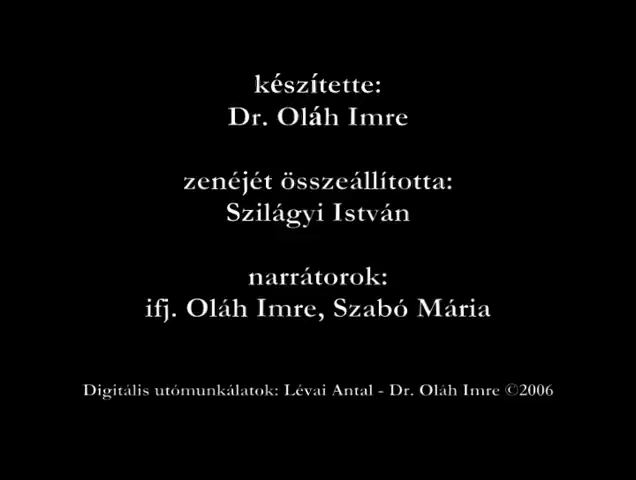 készítette:
Dr. Oláh Imre
zenéjét összeállította:
Szilágyi István
narrátorok:
ifj. Oláh Imre, Szabó Mária
Digitális utómunkálatok: Lévai Antal - Dr. Oláh Imre ©2006